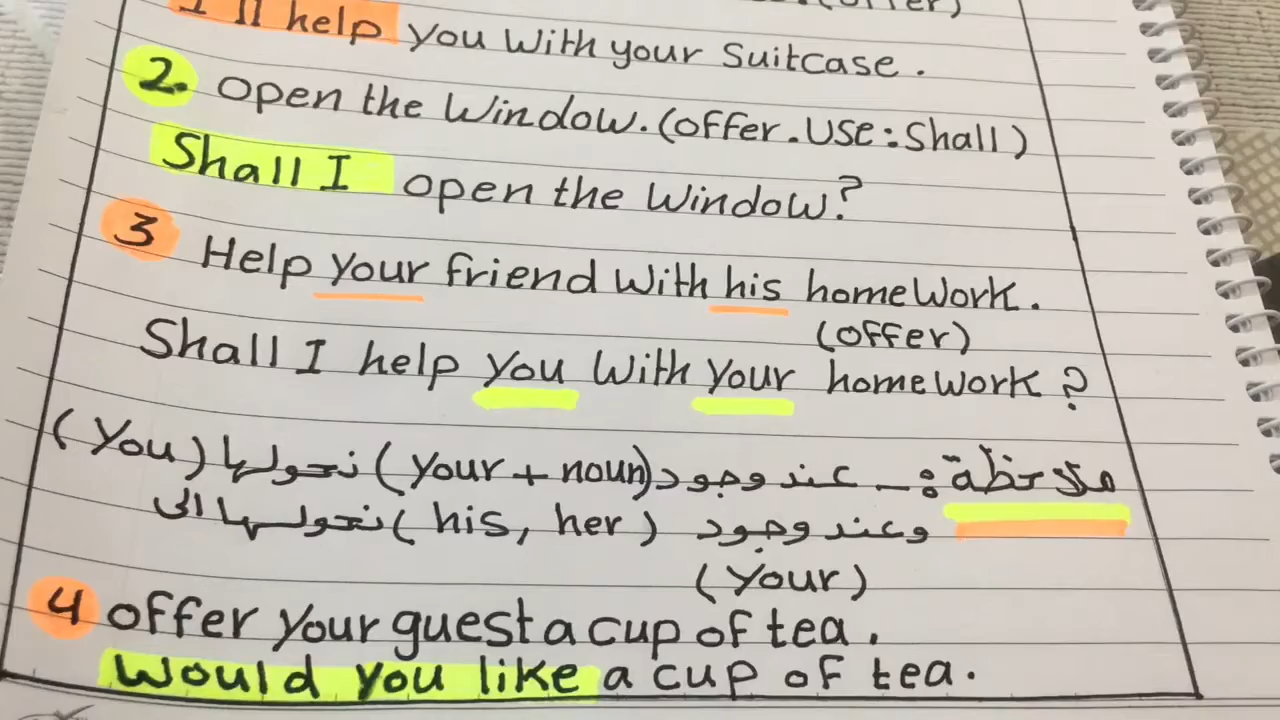 I'll help you with your suitcase.
2. open the window. (offer. Use: Shall)
Shall I open the window?
3 Help your friend with his homework.
(offer)
Shall I help you with your homework?
ملاحظة :ـ عند وجود (your + noun) نحولها (you)
وعند وجود (his, her) نحولها الى
(your)
4 offer your guest a cup of tea.
Would you like a cup of tea.